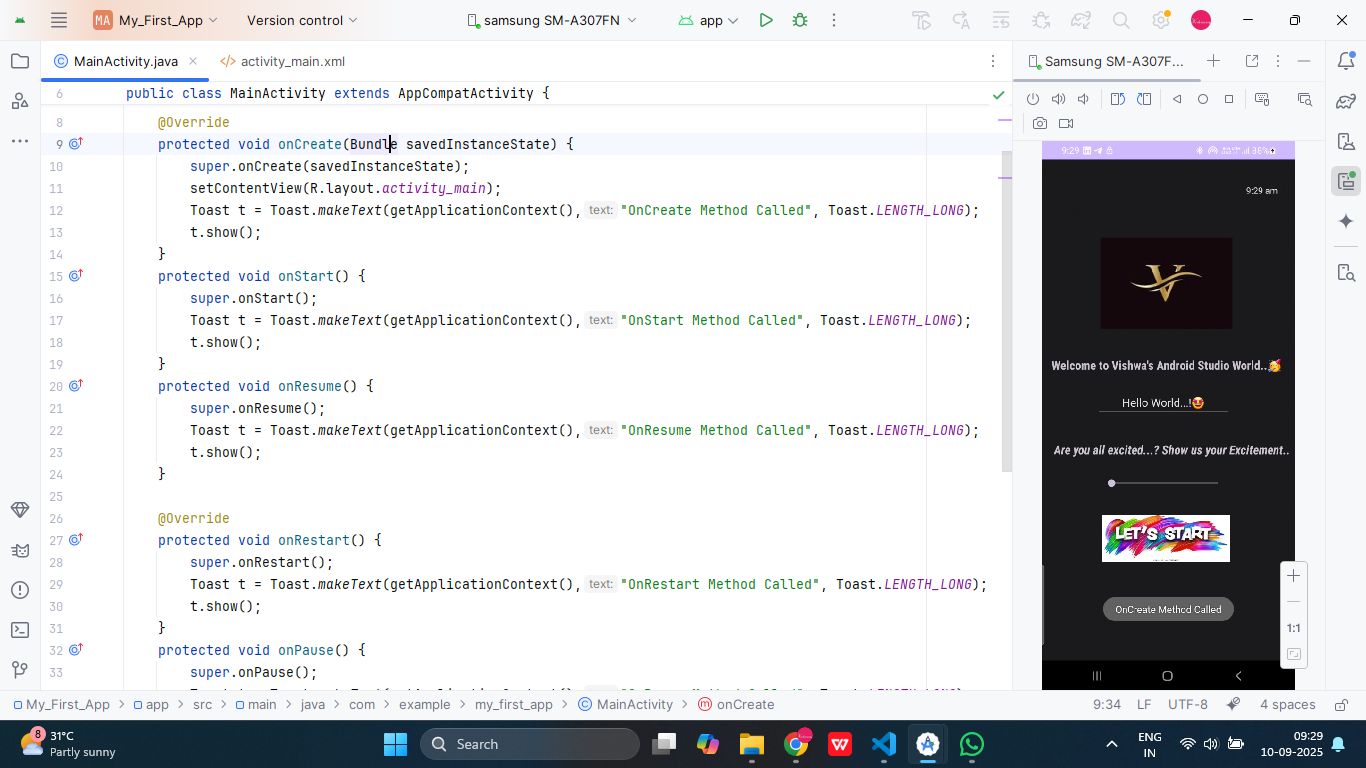 MA My_First_App Version control samsung SM-A307FN app
MainActivity.java activity_main.xml Samsung SM-A307F...
6 public class MainActivity extends AppCompatActivity {
8 @Override
9 protected void onCreate(Bundle savedInstanceState) {
10 super.onCreate(savedInstanceState);
11 setContentView(R.layout.activity_main);
12 Toast t = Toast.makeText(getApplicationContext(), text: "OnCreate Method Called", Toast.LENGTH_LONG);
13 t.show();
14 }
15 protected void onStart() {
16 super.onStart();
17 Toast t = Toast.makeText(getApplicationContext(), text: "OnStart Method Called", Toast.LENGTH_LONG);
18 t.show();
19 }
20 protected void onResume() {
21 super.onResume();
22 Toast t = Toast.makeText(getApplicationContext(), text: "OnResume Method Called", Toast.LENGTH_LONG);
23 t.show();
24 }
25
26 @Override
27 protected void onRestart() {
28 super.onRestart();
29 Toast t = Toast.makeText(getApplicationContext(), text: "OnRestart Method Called", Toast.LENGTH_LONG);
30 t.show();
31 }
32 protected void onPause() {
33 super.onPause();
9:29 36%
9:29 am
V
Welcome to Vishwa's Android Studio World..🥳
Hello World...!🤩
Are you all excited...? Show us your Excitement..
LET'S START
OnCreate Method Called
1:1
My_First_App > app > src > main > java > com > example > my_first_app > MainActivity > onCreate 9:34 LF UTF-8 4 spaces
8 31°C
Partly sunny
Search
ENG
IN
09:29
10-09-2025